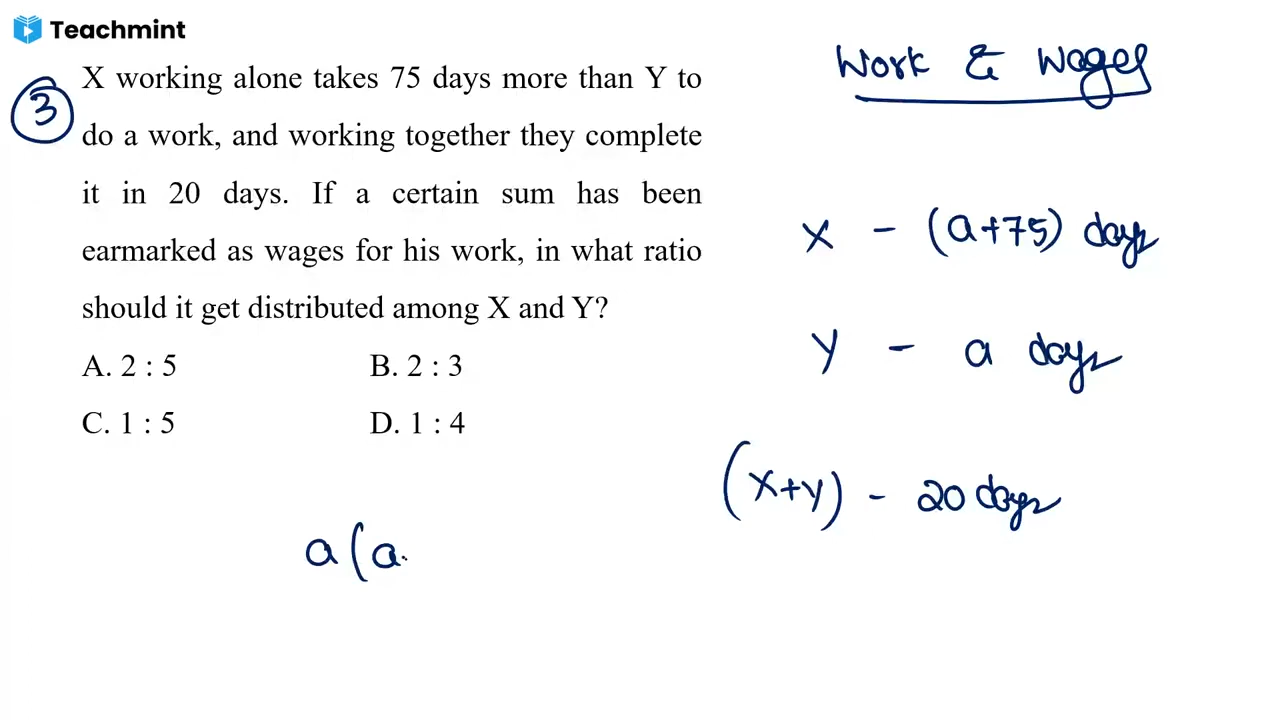 Teachmint
3
X working alone takes 75 days more than Y to
do a work, and working together they complete
it in 20 days. If a certain sum has been
earmarked as wages for his work, in what ratio
should it get distributed among X and Y?
A. 2 : 5 B. 2 : 3
C. 1 : 5 D. 1 : 4
Work & Wages
X - (a+75) days
Y - a days
(X+Y) - 20 days
a(a